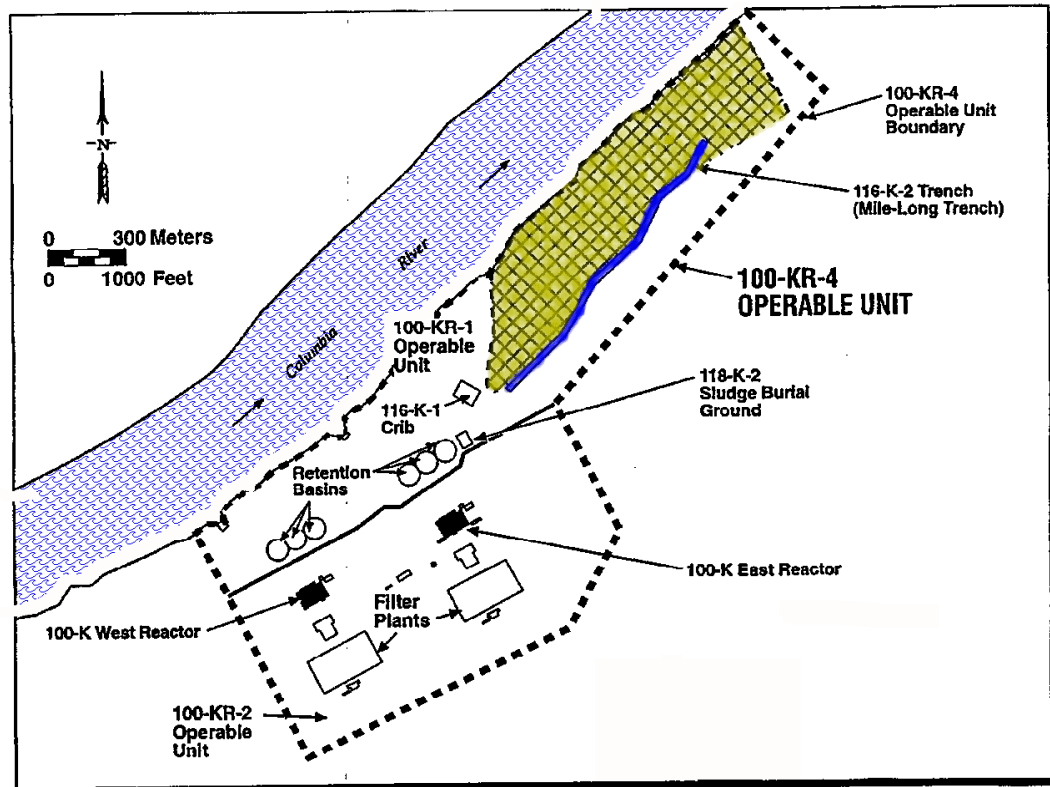 100-KR-4
Operable Unit
Boundary
-N-
116-K-2 Trench
(Mile-Long Trench)
0 300 Meters
0 1000 Feet
River
100-KR-4
OPERABLE UNIT
100-KR-1
Operable
Unit
Columbia
118-K-2
Sludge Burial
Ground
116-K-1
Crib
Retention
Basins
100-K East Reactor
Filter
Plants
100-K West Reactor
100-KR-2
Operable
Unit